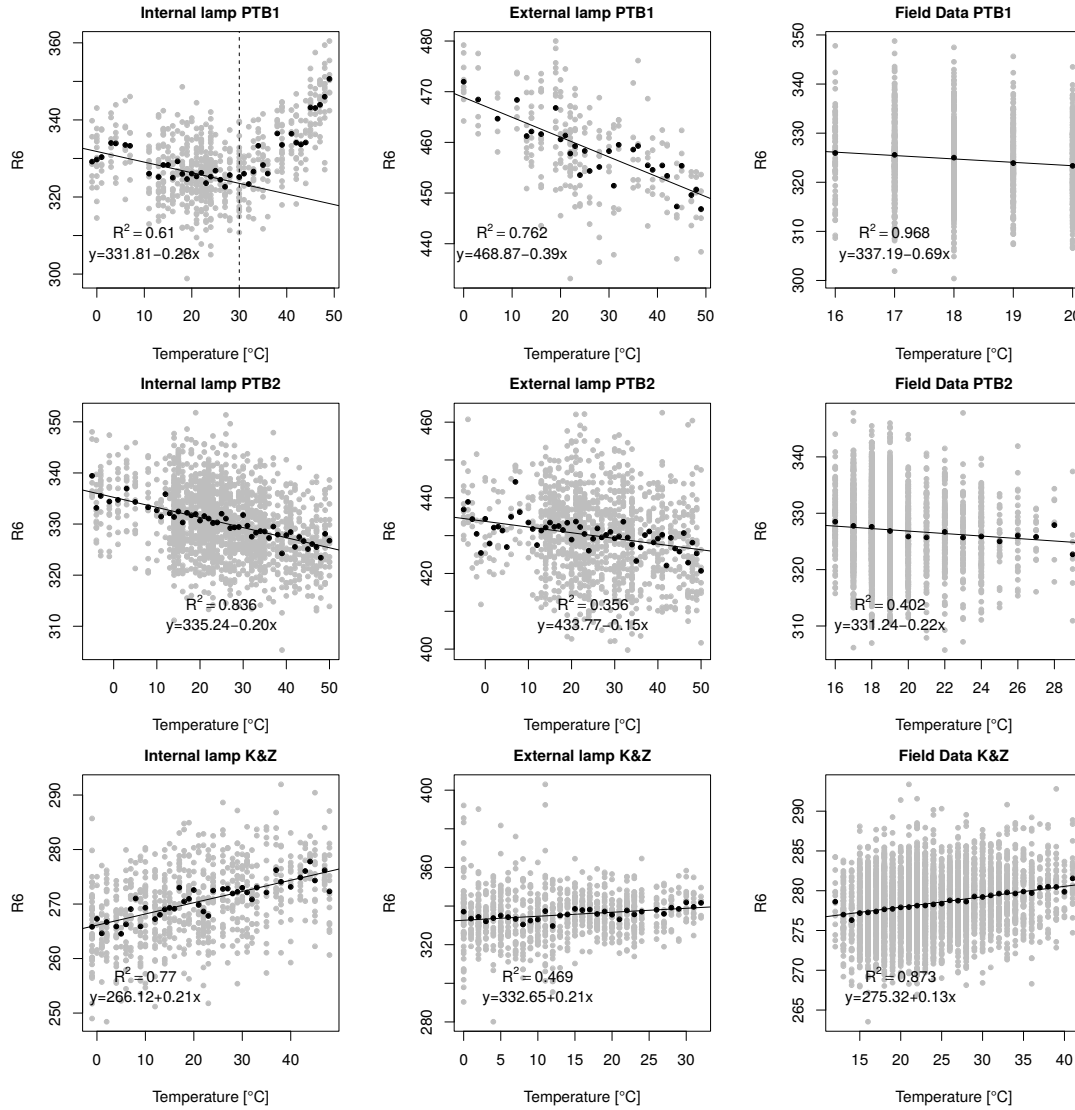 Internal lamp PTB1
R6
300 320 340 360
R² = 0.61
y=331.81−0.28x
0 10 20 30 40 50
Temperature [°C]
External lamp PTB1
R6
440 450 460 470 480
R² = 0.762
y=468.87−0.39x
0 10 20 30 40 50
Temperature [°C]
Field Data PTB1
R6
300 310 320 330 340 350
R² = 0.968
y=337.19−0.69x
16 17 18 19 20
Temperature [°C]
Internal lamp PTB2
R6
310 320 330 340 350
R² = 0.836
y=335.24−0.20x
0 10 20 30 40 50
Temperature [°C]
External lamp PTB2
R6
400 420 440 460
R² = 0.356
y=433.77−0.15x
0 10 20 30 40 50
Temperature [°C]
Field Data PTB2
R6
310 320 330 340
R² = 0.402
y=331.24−0.22x
16 18 20 22 24 26 28
Temperature [°C]
Internal lamp K&Z
R6
250 260 270 280 290
R² = 0.77
y=266.12+0.21x
0 10 20 30 40
Temperature [°C]
External lamp K&Z
R6
280 320 360 400
R² = 0.469
y=332.65+0.21x
0 5 10 15 20 25 30
Temperature [°C]
Field Data K&Z
R6
265 270 275 280 285 290
R² = 0.873
y=275.32+0.13x
15 20 25 30 35 40
Temperature [°C]